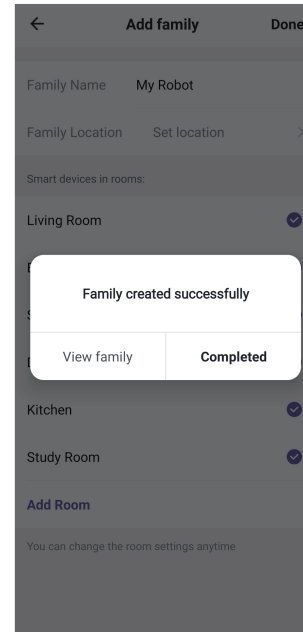 Add family
Done
Family Name My Robot
Family Location Set location
Smart devices in rooms:
Living Room
Family created successfully
View family Completed
Kitchen
Study Room
Add Room
You can change the room settings anytime